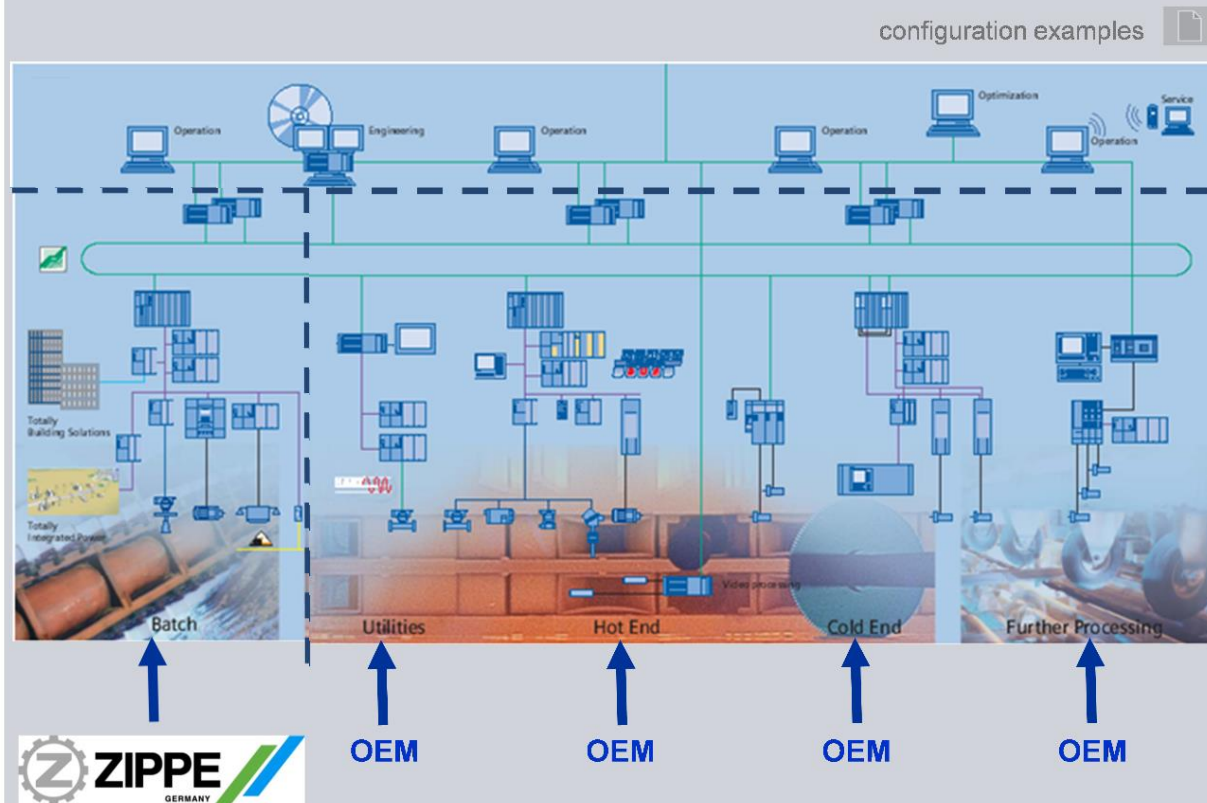 configuration examples
Operation
Engineering
Operation
Operation
Optimization
Operation
Service
Totally
Building Solutions
Totally
Integrated Power
Video processing
Batch
Utilities
Hot End
Cold End
Further Processing
OEM
OEM
OEM
OEM
Z ZIPPE
GERMANY